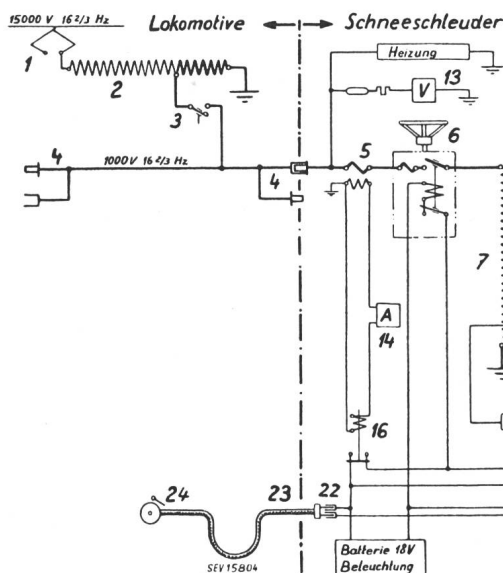 Lokomotive
Schneeschleuder
15000 V 16 2/3 Hz
1
2
3
Heizung
V
13
6
4
1000 V 16 2/3 Hz
4
5
7
A
14
16
24
23
22
SEV 15804
Batterie 18V
Beleuchtung